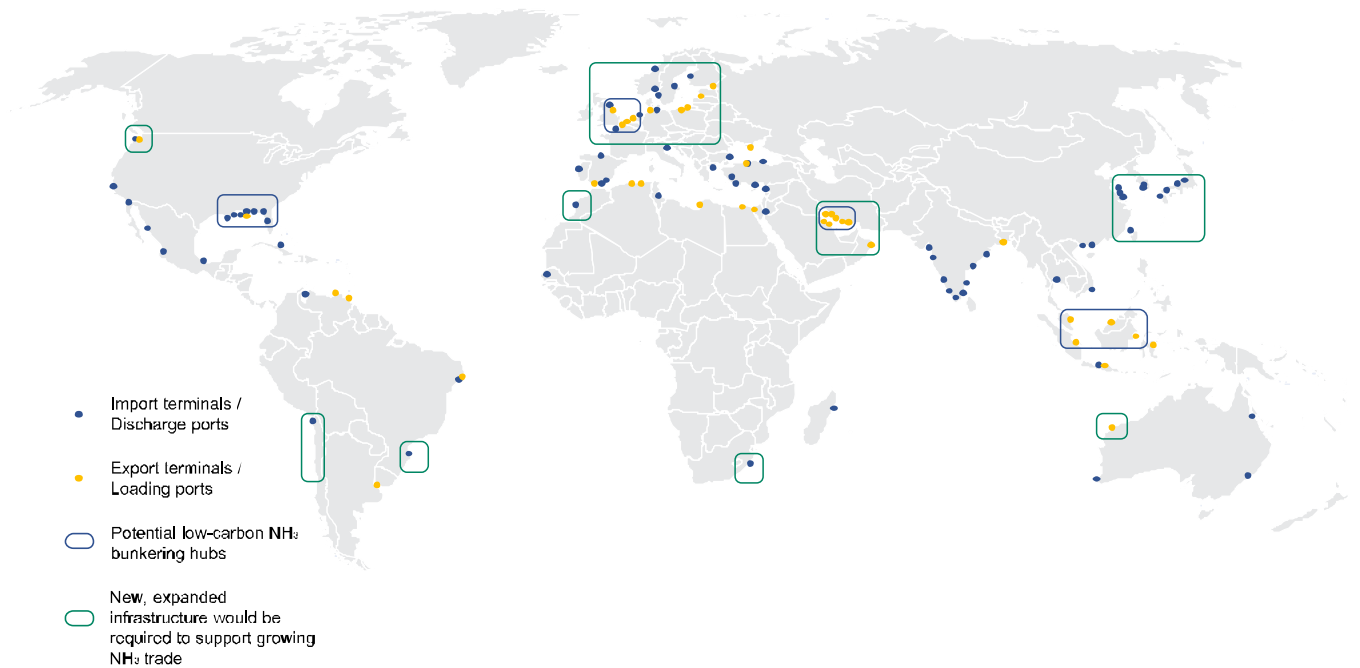 Import terminals /
Discharge ports
Export terminals /
Loading ports
Potential low-carbon NH₃
bunkering hubs
New, expanded
infrastructure would be
required to support growing
NH₃ trade